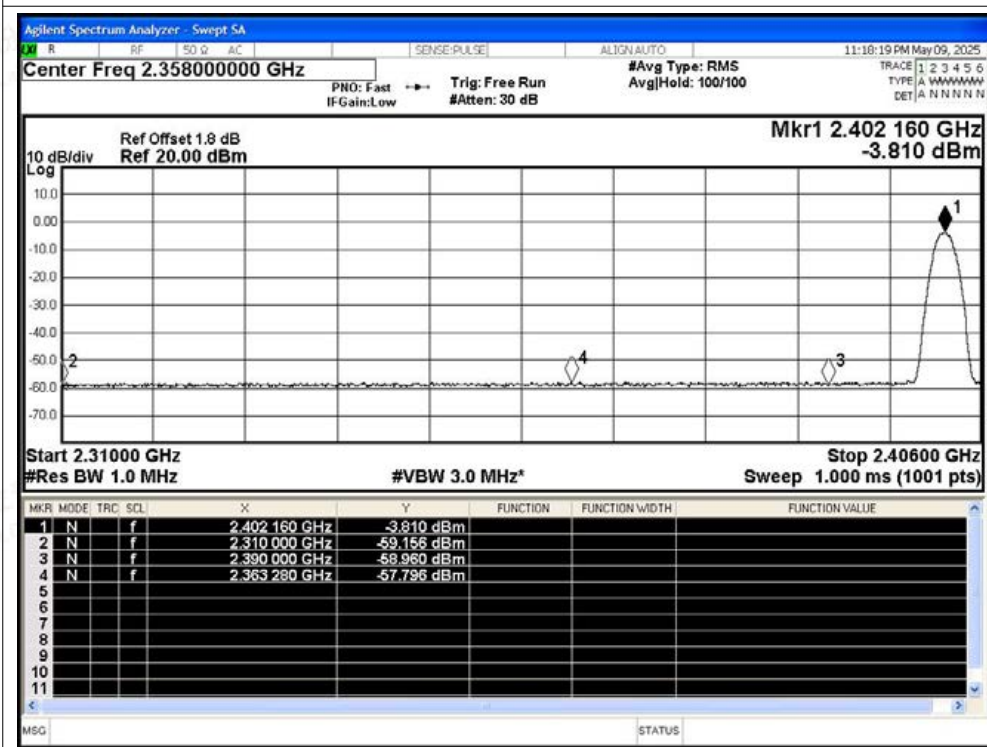 Agilent Spectrum Analyzer - Swept SA
LXI R RF 50 Ω AC SENSE:PULSE ALIGN AUTO 11:18:19 PM May 09, 2025
Center Freq 2.358000000 GHz #Avg Type: RMS TRACE 1 2 3 4 5 6
PNO: Fast Trig: Free Run Avg|Hold: 100/100 TYPE A WWWWW
IFGain:Low #Atten: 30 dB DET A N N N N N
Ref Offset 1.8 dB Mkr1 2.402 160 GHz
10 dB/div Ref 20.00 dBm -3.810 dBm
Log
10.0
0.00 1
-10.0
-20.0
-30.0
-40.0
-50.0 2 4 3
-60.0
-70.0
Start 2.31000 GHz Stop 2.40600 GHz
#Res BW 1.0 MHz #VBW 3.0 MHz* Sweep 1.000 ms (1001 pts)
MKR MODE TRC SCL X Y FUNCTION FUNCTION WIDTH FUNCTION VALUE
1 N f 2.402 160 GHz -3.810 dBm
2 N f 2.310 000 GHz -59.156 dBm
3 N f 2.390 000 GHz -58.960 dBm
4 N f 2.363 280 GHz -57.796 dBm
5
6
7
8
9
10
11
MSG STATUS